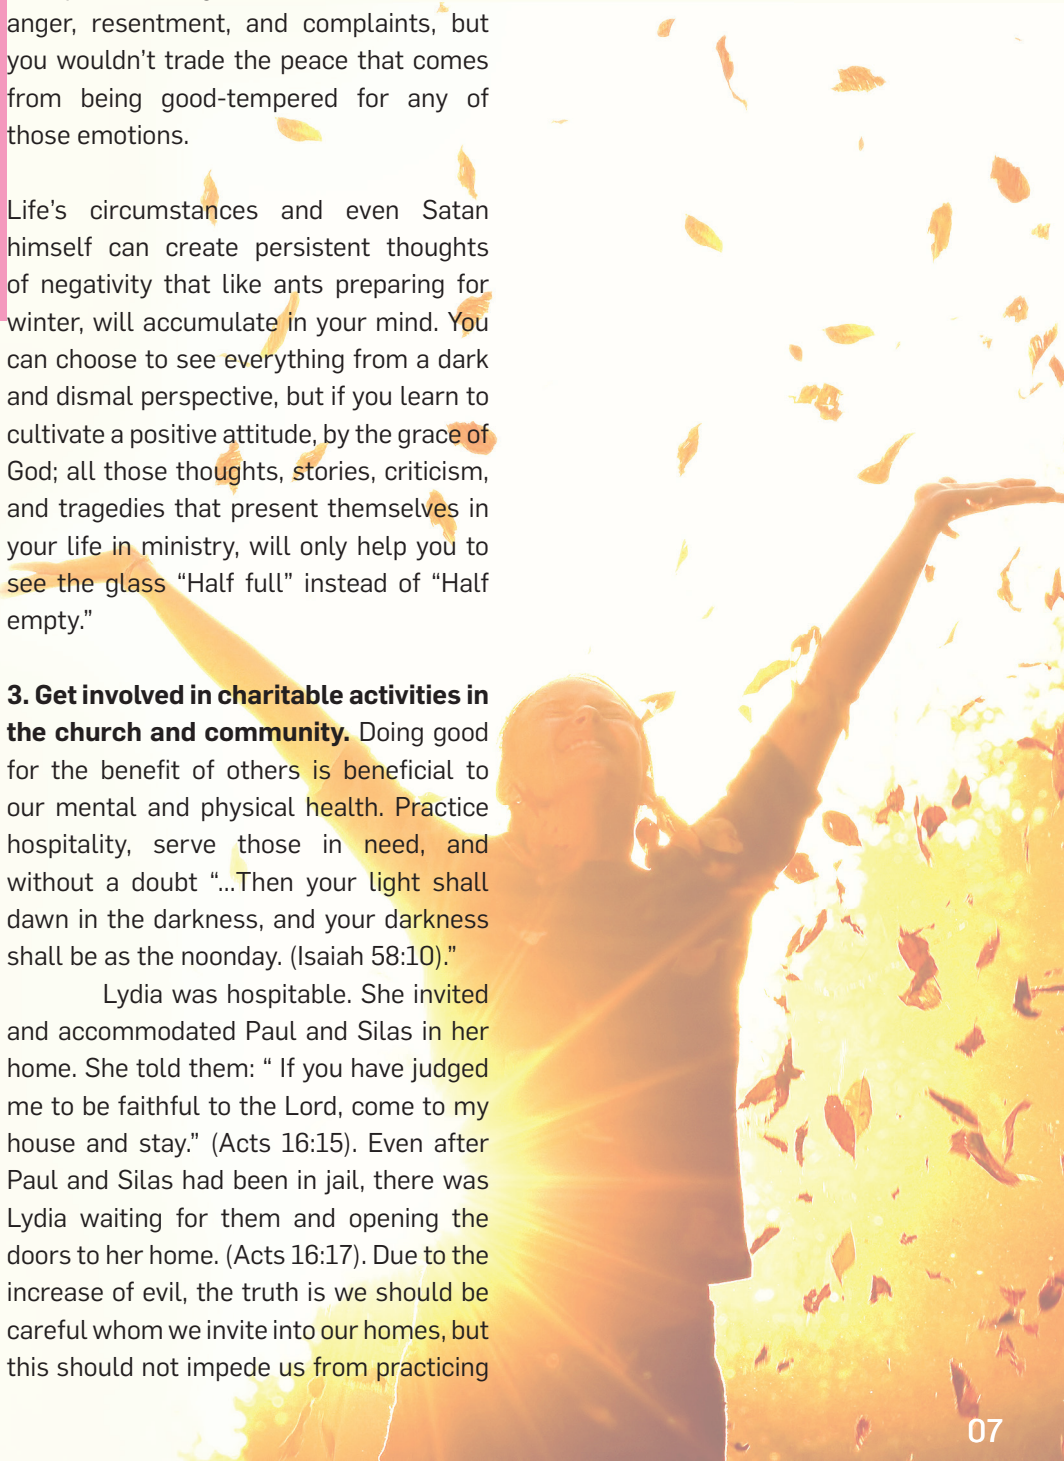 anger, resentment, and complaints, but
you wouldn’t trade the peace that comes
from being good-tempered for any of
those emotions.
Life’s circumstances and even Satan
himself can create persistent thoughts
of negativity that like ants preparing for
winter, will accumulate in your mind. You
can choose to see everything from a dark
and dismal perspective, but if you learn to
cultivate a positive attitude, by the grace of
God; all those thoughts, stories, criticism,
and tragedies that present themselves in
your life in ministry, will only help you to
see the glass “Half full” instead of “Half
empty.”
3. Get involved in charitable activities in
the church and community. Doing good
for the benefit of others is beneficial to
our mental and physical health. Practice
hospitality, serve those in need, and
without a doubt “...Then your light shall
dawn in the darkness, and your darkness
shall be as the noonday. (Isaiah 58:10).”
Lydia was hospitable. She invited
and accommodated Paul and Silas in her
home. She told them: “ If you have judged
me to be faithful to the Lord, come to my
house and stay.” (Acts 16:15). Even after
Paul and Silas had been in jail, there was
Lydia waiting for them and opening the
doors to her home. (Acts 16:17). Due to the
increase of evil, the truth is we should be
careful whom we invite into our homes, but
this should not impede us from practicing
07